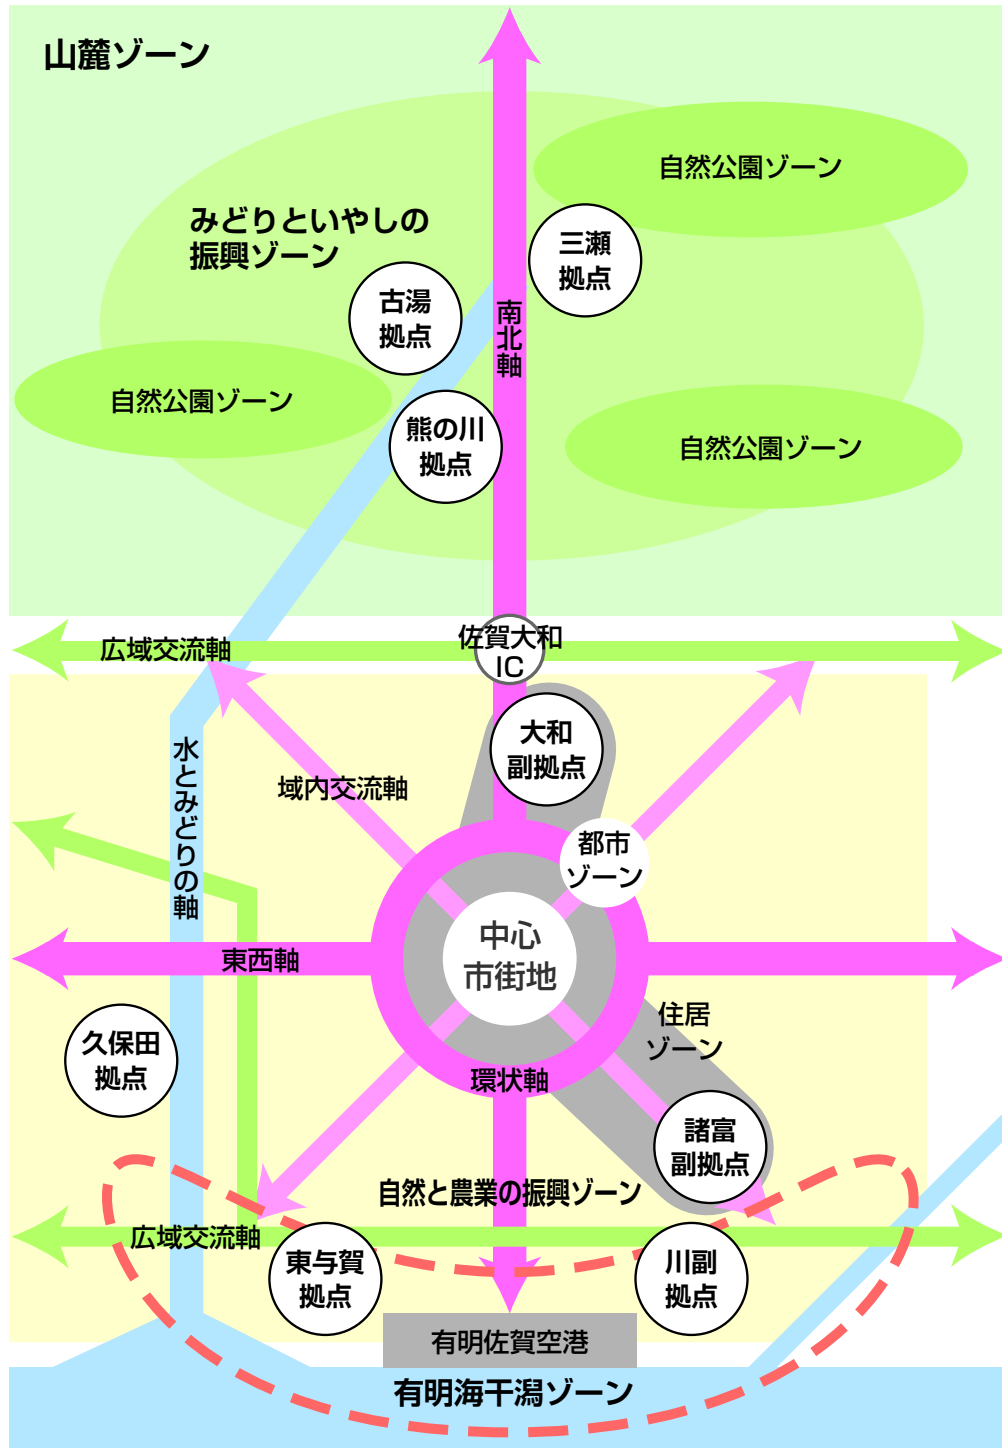 山麓ゾーン
自然公園ゾーン
みどりといやしの
振興ゾーン
三瀬
拠点
古湯
拠点
南北軸
自然公園ゾーン
熊の川
拠点
自然公園ゾーン
広域交流軸
佐賀大和
IC
大和
副拠点
水とみどりの軸
域内交流軸
都市
ゾーン
中心
市街地
東西軸
久保田
拠点
住居
ゾーン
環状軸
諸富
副拠点
自然と農業の振興ゾーン
広域交流軸
東与賀
拠点
川副
拠点
有明佐賀空港
有明海干潟ゾーン